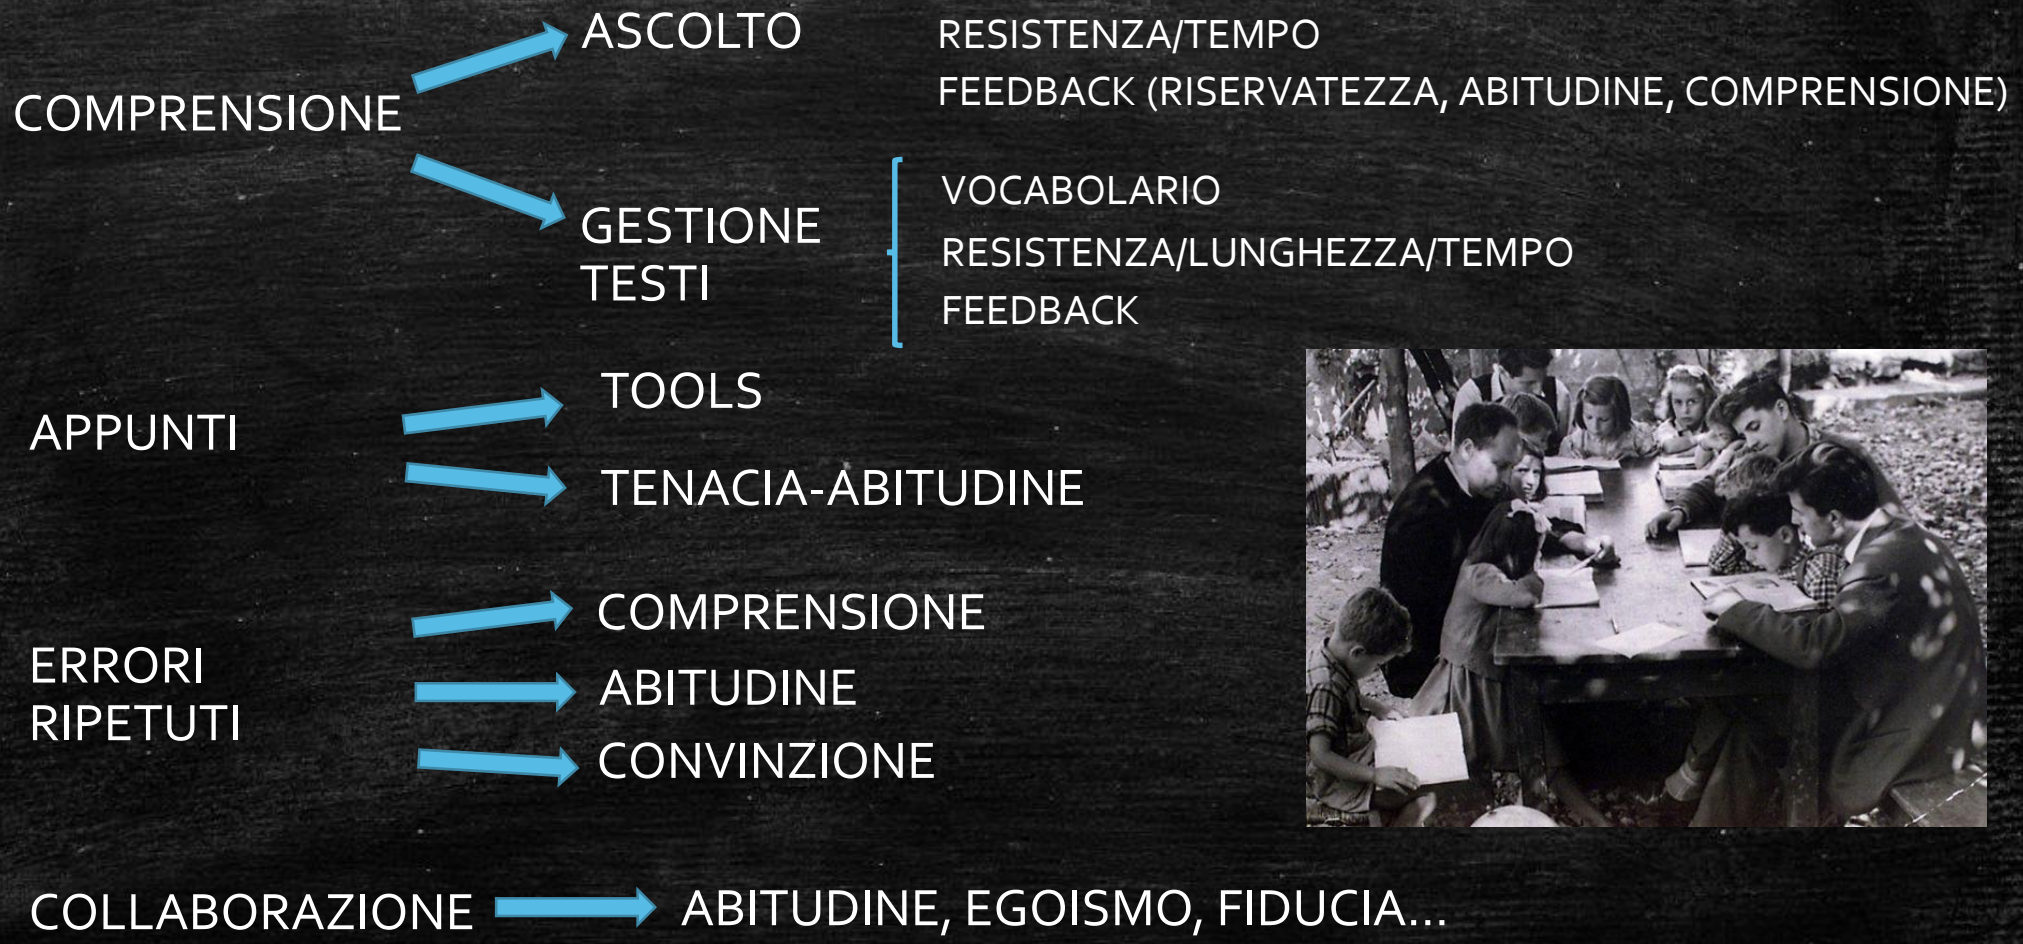 COMPRENSIONE
ASCOLTO
RESISTENZA/TEMPO
FEEDBACK (RISERVATEZZA, ABITUDINE, COMPRENSIONE)
GESTIONE
TESTI
VOCABOLARIO
RESISTENZA/LUNGHEZZA/TEMPO
FEEDBACK
APPUNTI
TOOLS
TENACIA-ABITUDINE
ERRORI
RIPETUTI
COMPRENSIONE
ABITUDINE
CONVINZIONE
COLLABORAZIONE
ABITUDINE, EGOISMO, FIDUCIA...